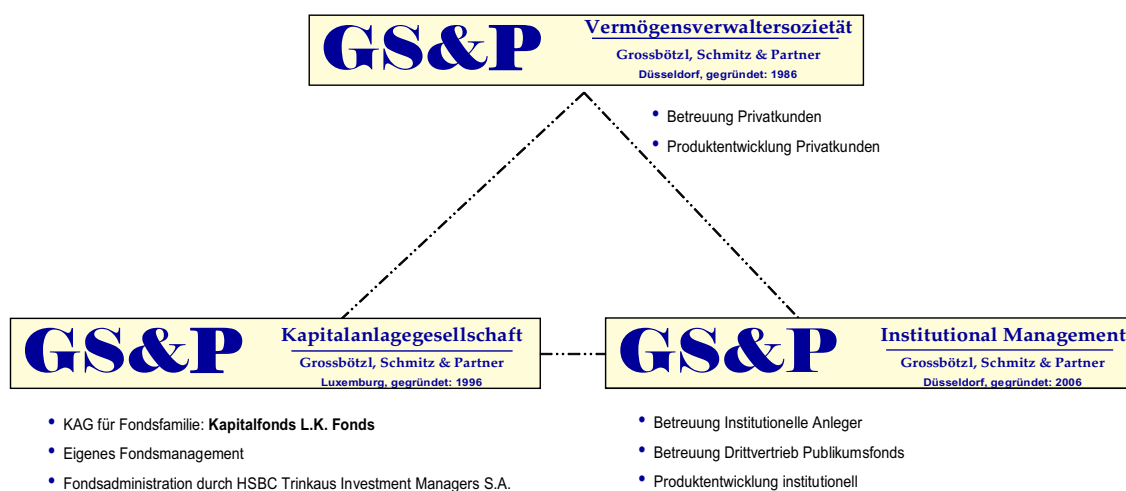 GS&P
Vermögensverwaltersozietät
Grossbötzl, Schmitz & Partner
Düsseldorf, gegründet: 1986
• Betreuung Privatkunden
• Produktentwicklung Privatkunden
GS&P
Kapitalanlagegesellschaft
Grossbötzl, Schmitz & Partner
Luxemburg, gegründet: 1996
• KAG für Fondsfamilie: Kapitalfonds L.K. Fonds
• Eigenes Fondsmanagement
• Fondsadministration durch HSBC Trinkaus Investment Managers S.A.
GS&P
Institutional Management
Grossbötzl, Schmitz & Partner
Düsseldorf, gegründet: 2006
• Betreuung Institutionelle Anleger
• Betreuung Drittvertrieb Publikumsfonds
• Produktentwicklung institutionell